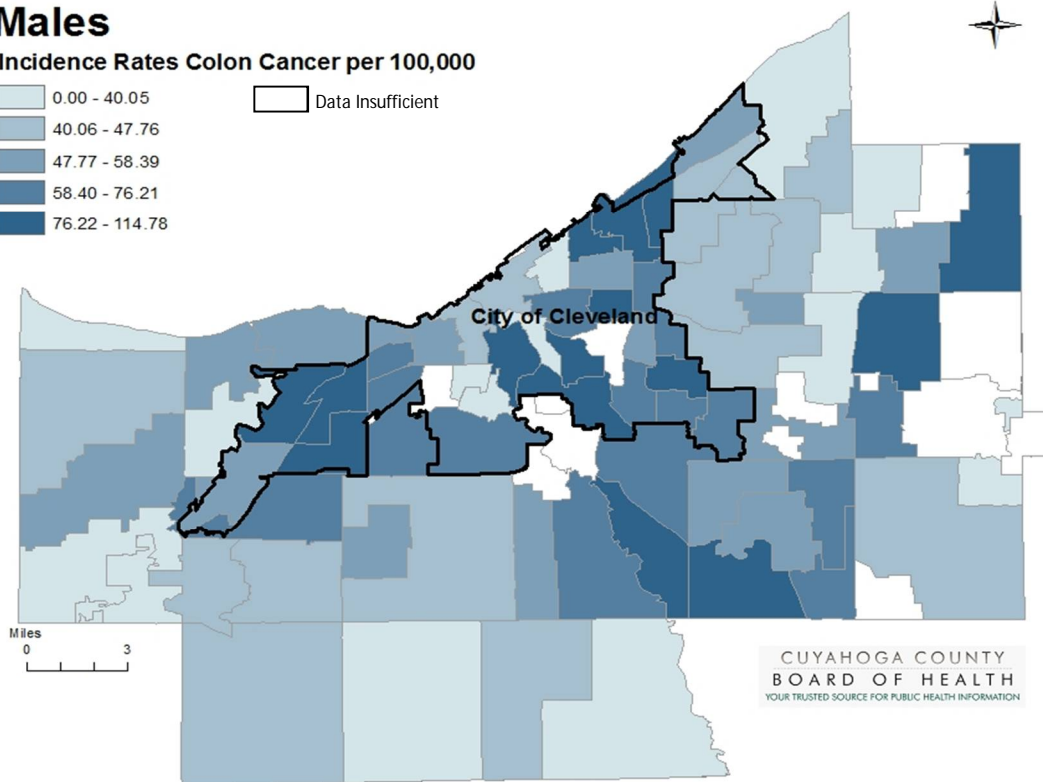 Males
Incidence Rates Colon Cancer per 100,000
0.00 - 40.05
Data Insufficient
40.06 - 47.76
47.77 - 58.39
58.40 - 76.21
76.22 - 114.78
City of Cleveland
Miles
0 3
CUYAHOGA COUNTY
BOARD OF HEALTH
YOUR TRUSTED SOURCE FOR PUBLIC HEALTH INFORMATION